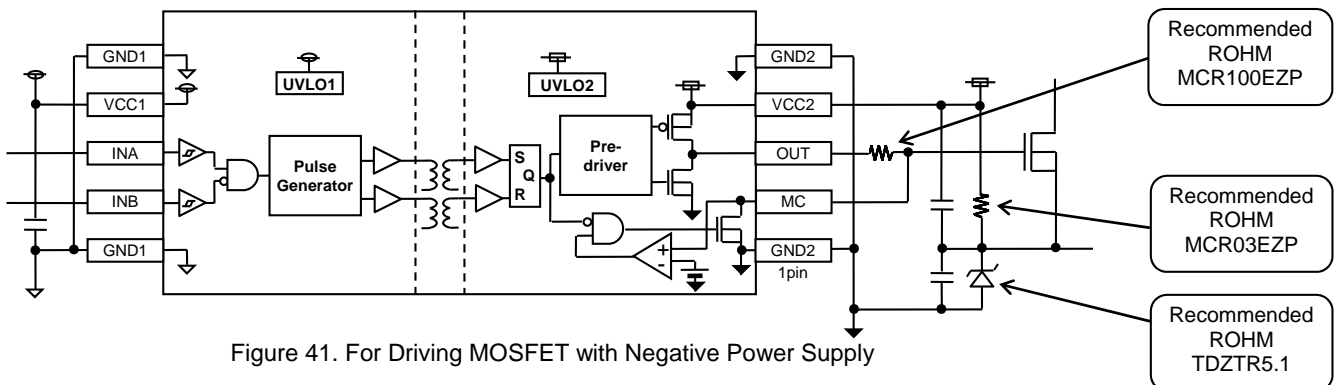 GND1
VCC1
INA
INB
GND1
UVLO1
Pulse
Generator
UVLO2
S
Q
R
Pre-
driver
+
-
GND2
VCC2
OUT
MC
GND2
1pin
Recommended
ROHM
MCR100EZP
Recommended
ROHM
MCR03EZP
Recommended
ROHM
TDZTR5.1
Figure 41. For Driving MOSFET with Negative Power Supply